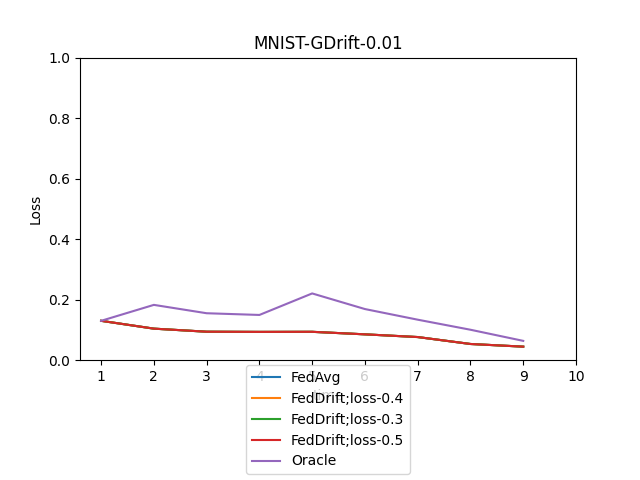 MNIST-GDrift-0.01
1.0
0.8
0.6
0.4
0.2
0.0
Loss
1 2 3 4 5 6 7 8 9 10
FedAvg
FedDrift;loss-0.4
FedDrift;loss-0.3
FedDrift;loss-0.5
Oracle